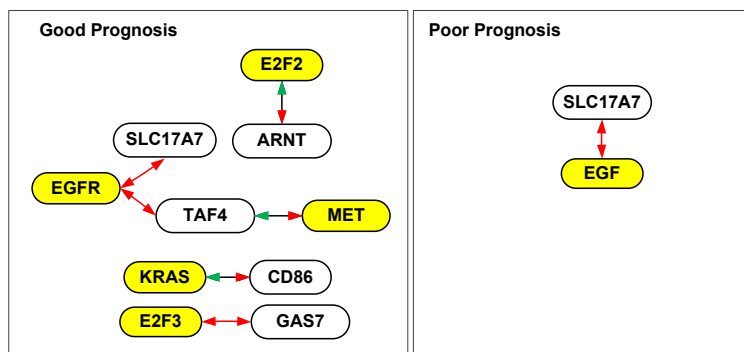 Good Prognosis
E2F2
SLC17A7
ARNT
EGFR
TAF4
MET
KRAS
CD86
E2F3
GAS7
Poor Prognosis
SLC17A7
EGF